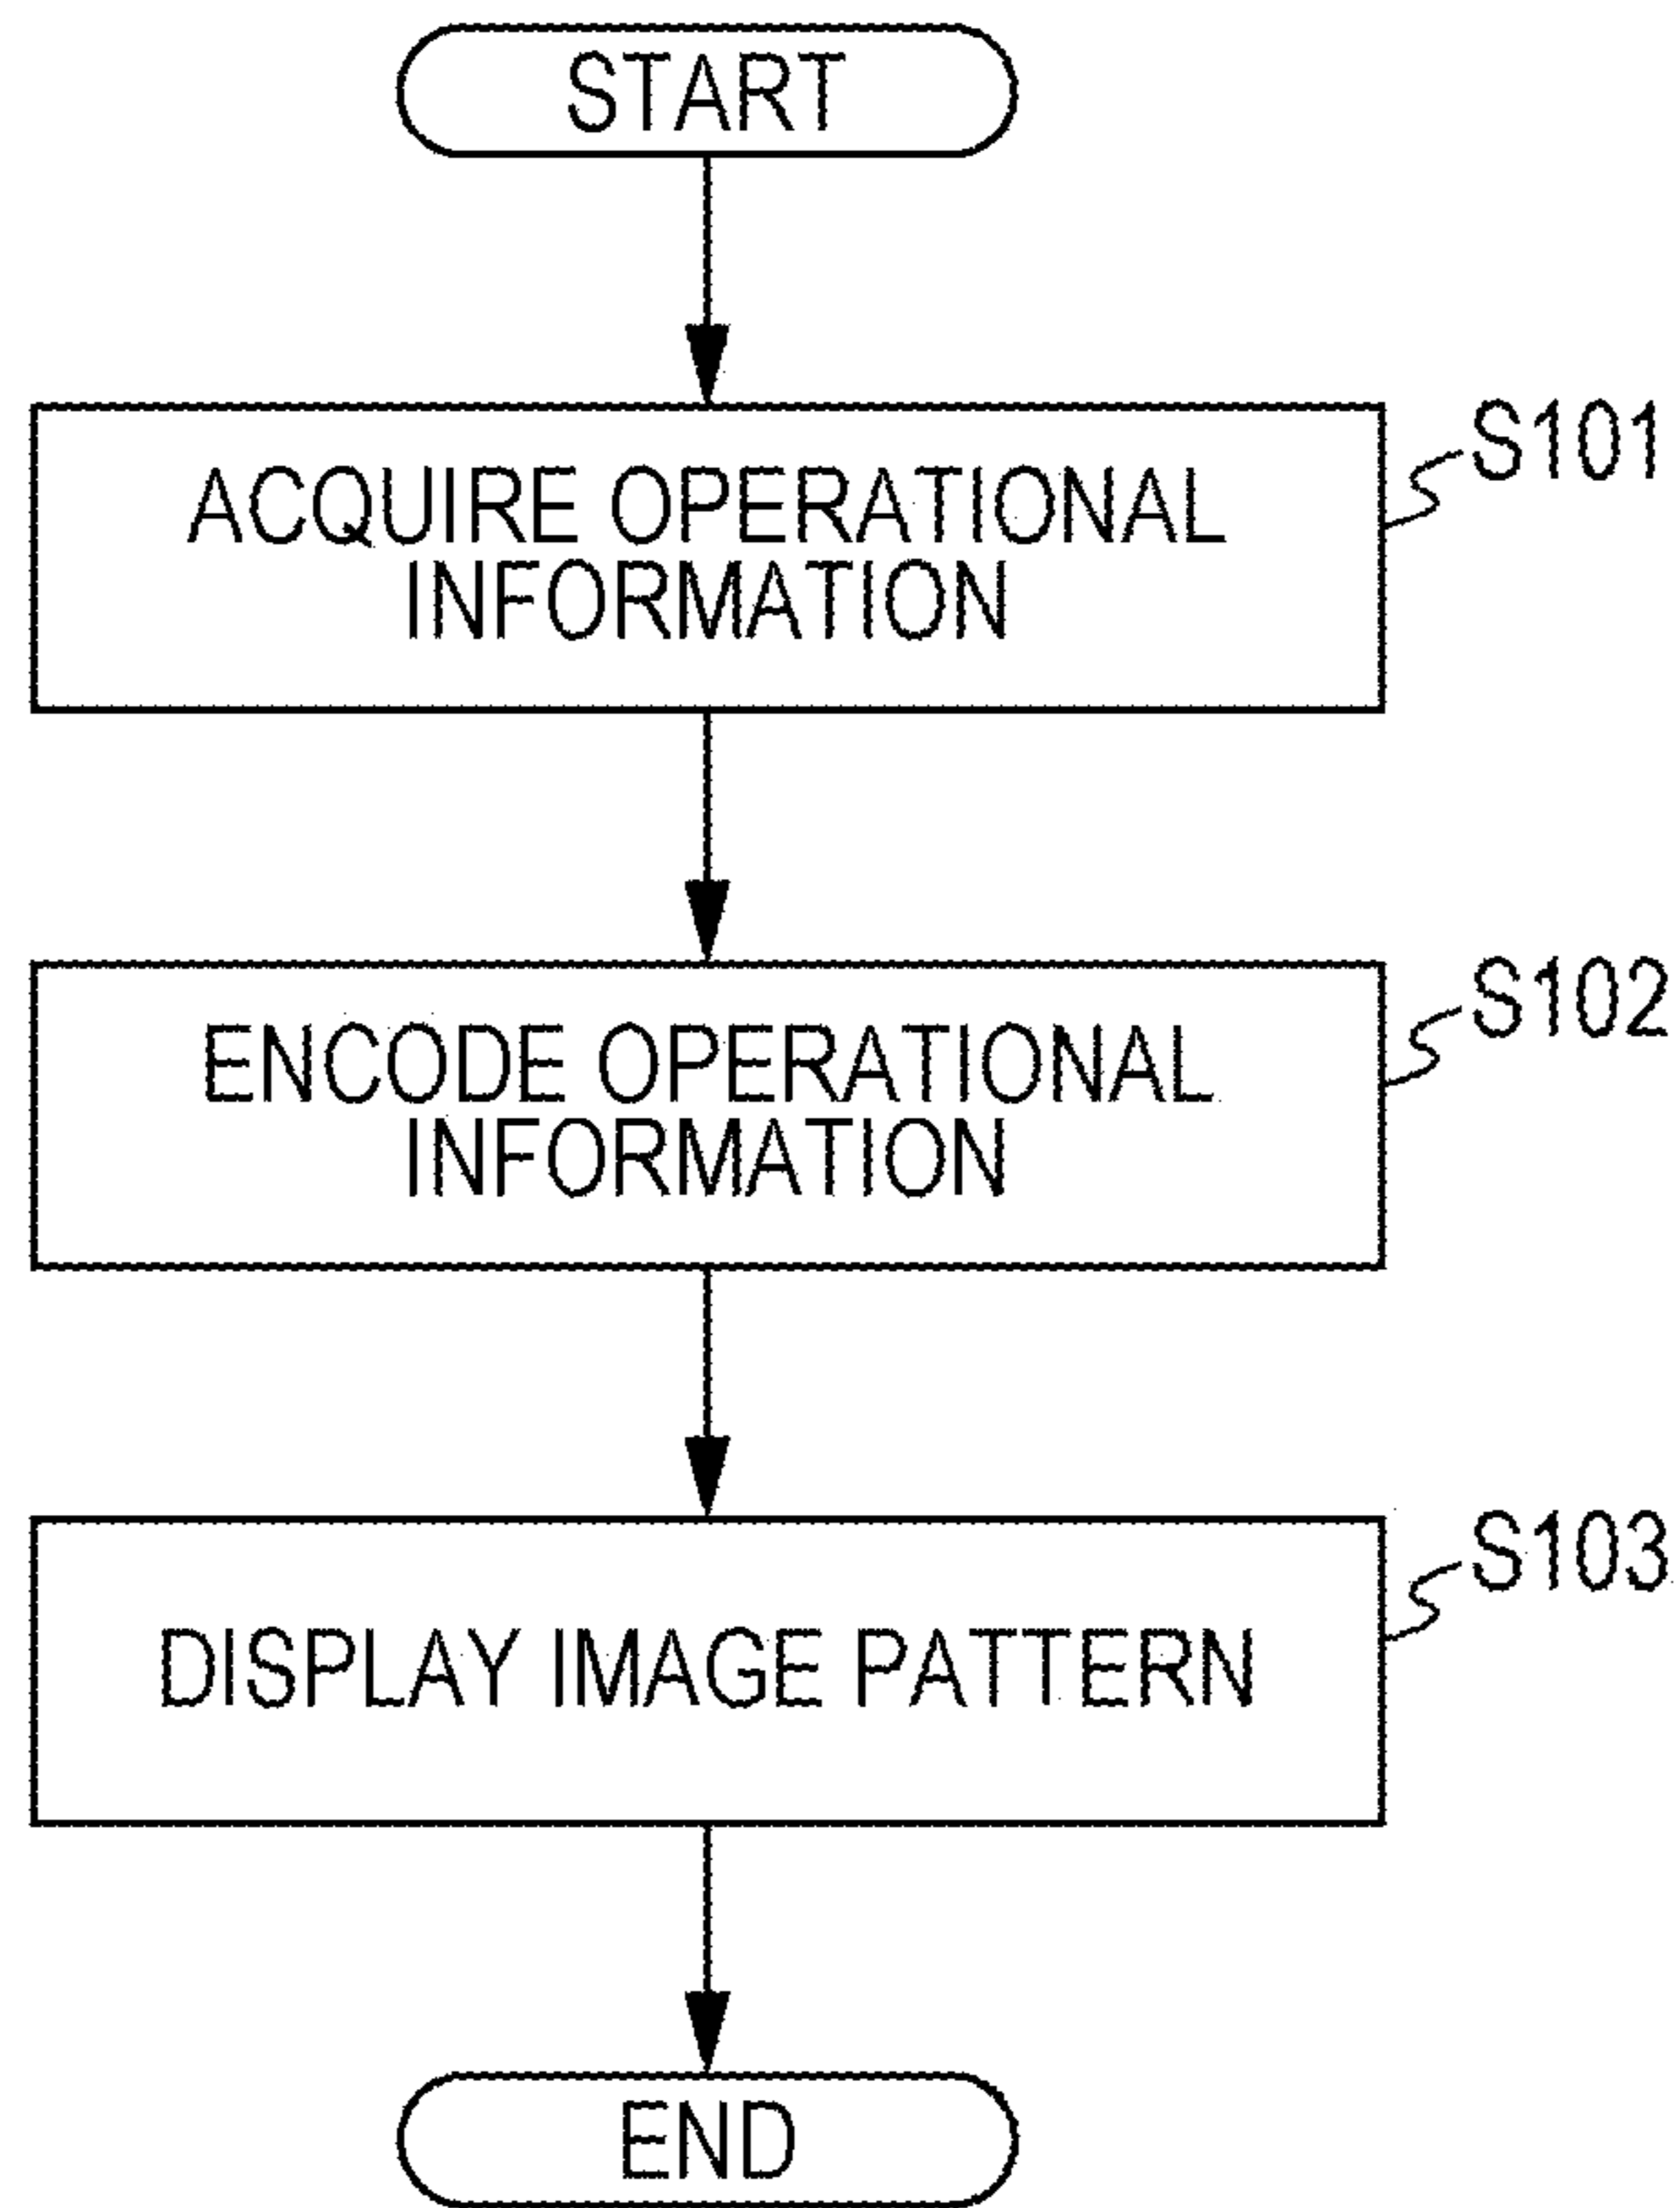 START
ACQUIRE OPERATIONAL
INFORMATION
S101
ENCODE OPERATIONAL
INFORMATION
S102
DISPLAY IMAGE PATTERN
S103
END